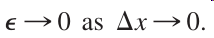 ϵ → 0 as Δx → 0.